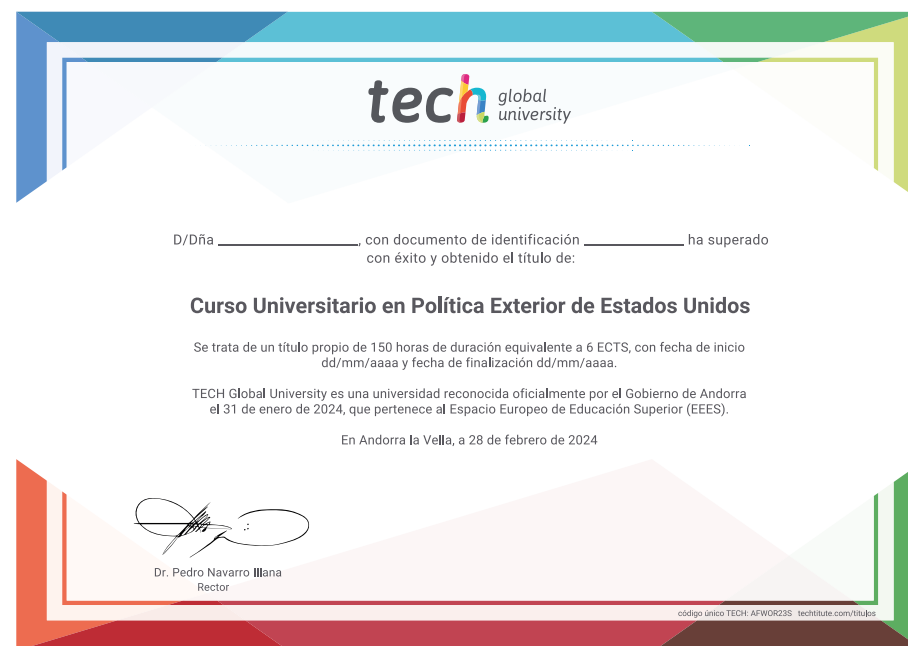 tech global university
D/Dña ______________, con documento de identificación __________ ha superado
con éxito y obtenido el título de:
Curso Universitario en Política Exterior de Estados Unidos
Se trata de un título propio de 150 horas de duración equivalente a 6 ECTS, con fecha de inicio
dd/mm/aaaa y fecha de finalización dd/mm/aaaa.
TECH Global University es una universidad reconocida oficialmente por el Gobierno de Andorra
el 31 de enero de 2024, que pertenece al Espacio Europeo de Educación Superior (EEES).
En Andorra la Vella, a 28 de febrero de 2024
Dr. Pedro Navarro Illana
Rector
código único TECH: AFWOR23S techtitute.com/titulos